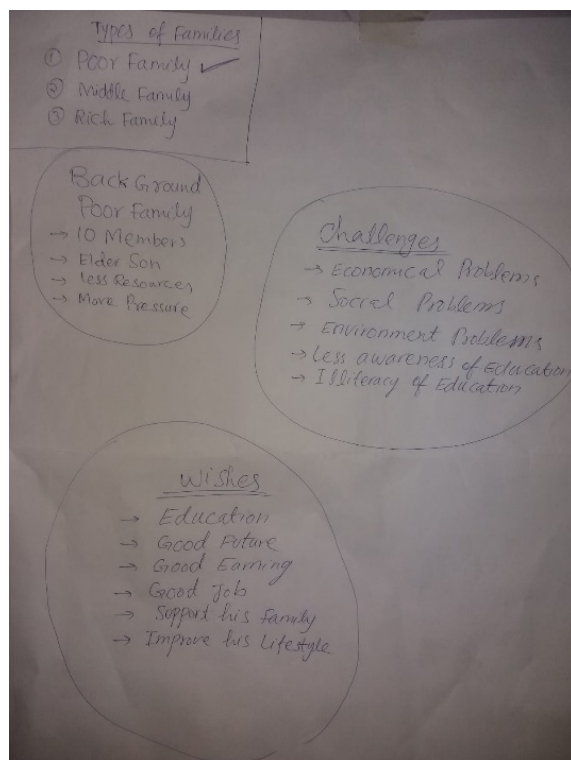 Types of Families
① Poor Family ✓
② Middle Family
③ Rich Family
Back Ground
Poor Family
→ 10 Members
→ Elder Son
→ Less Resources
→ More Pressure
Challenges
→ Economical Problems
→ Social Problems
→ Environment Problems
→ Less awareness of Education
→ Illiteracy of Education
Wishes
→ Education
→ Good Future
→ Good Earning
→ Good Job
→ Support his Family
→ Improve his Lifestyle